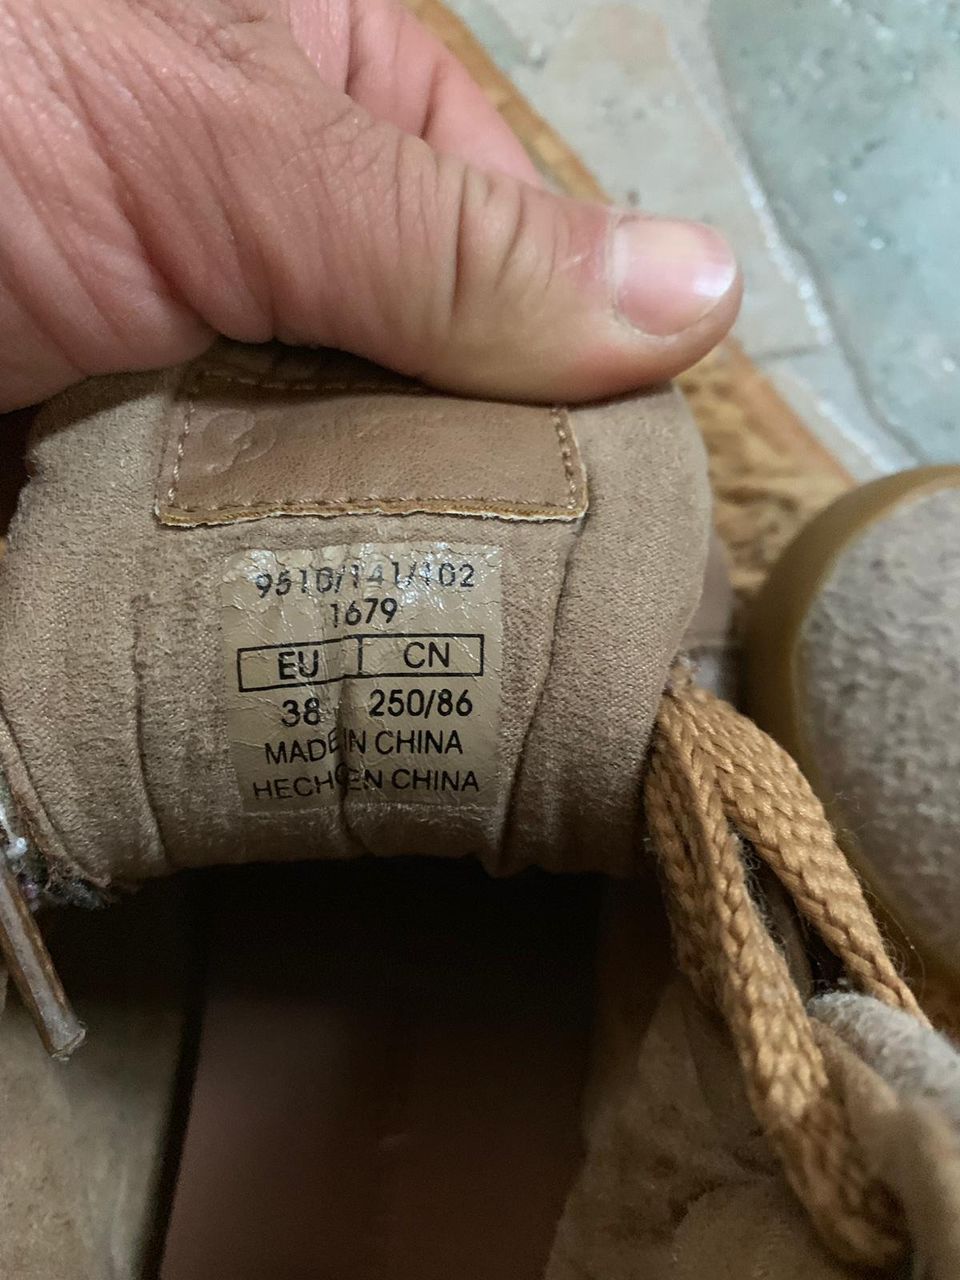 9510/141/102
1679
EU CN
38 250/86
MADE IN CHINA
HECHO EN CHINA